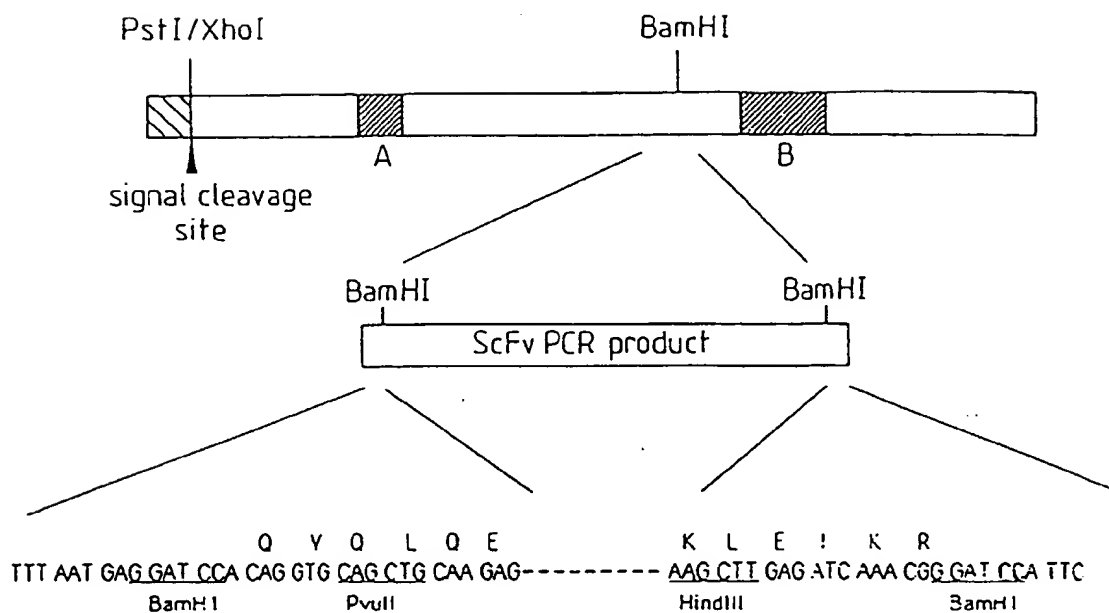 PstI/XhoI BamHI
A B
signal cleavage
site
BamHI BamHI
ScFv PCR product
Q V Q L Q E K L E ! K R
TTT AAT GAG GAT CCA CAG GTG CAG CTG CAA GAG---------- AAG CTT GAG ATC AAA CGG GAT CCA TTC
BamHI PvuII HindIII BamHI